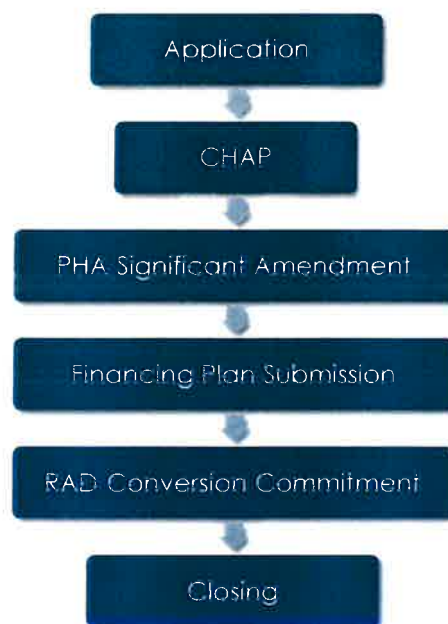 Application
CHAP
PHA Significant Amendment
Financing Plan Submission
RAD Conversion Commitment
Closing